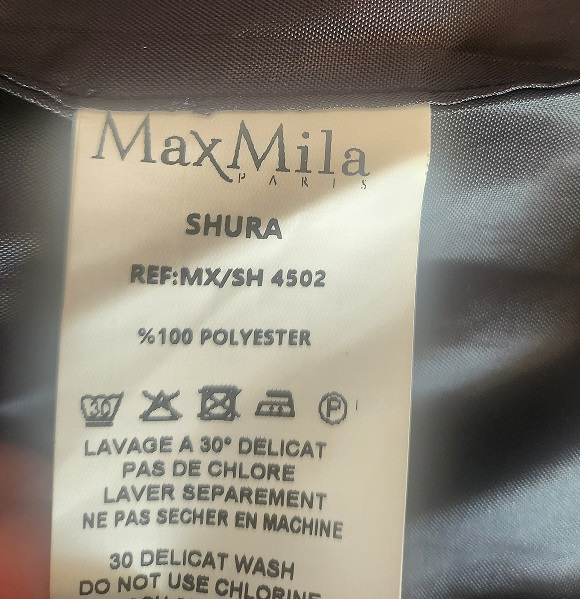 MaxMila
PARIS
SHURA
REF:MX/SH 4502
%100 POLYESTER
30 P
LAVAGE A 30° DELICAT
PAS DE CHLORE
LAVER SEPAREMENT
NE PAS SECHER EN MACHINE
30 DELICAT WASH
DO NOT USE CHLORINE